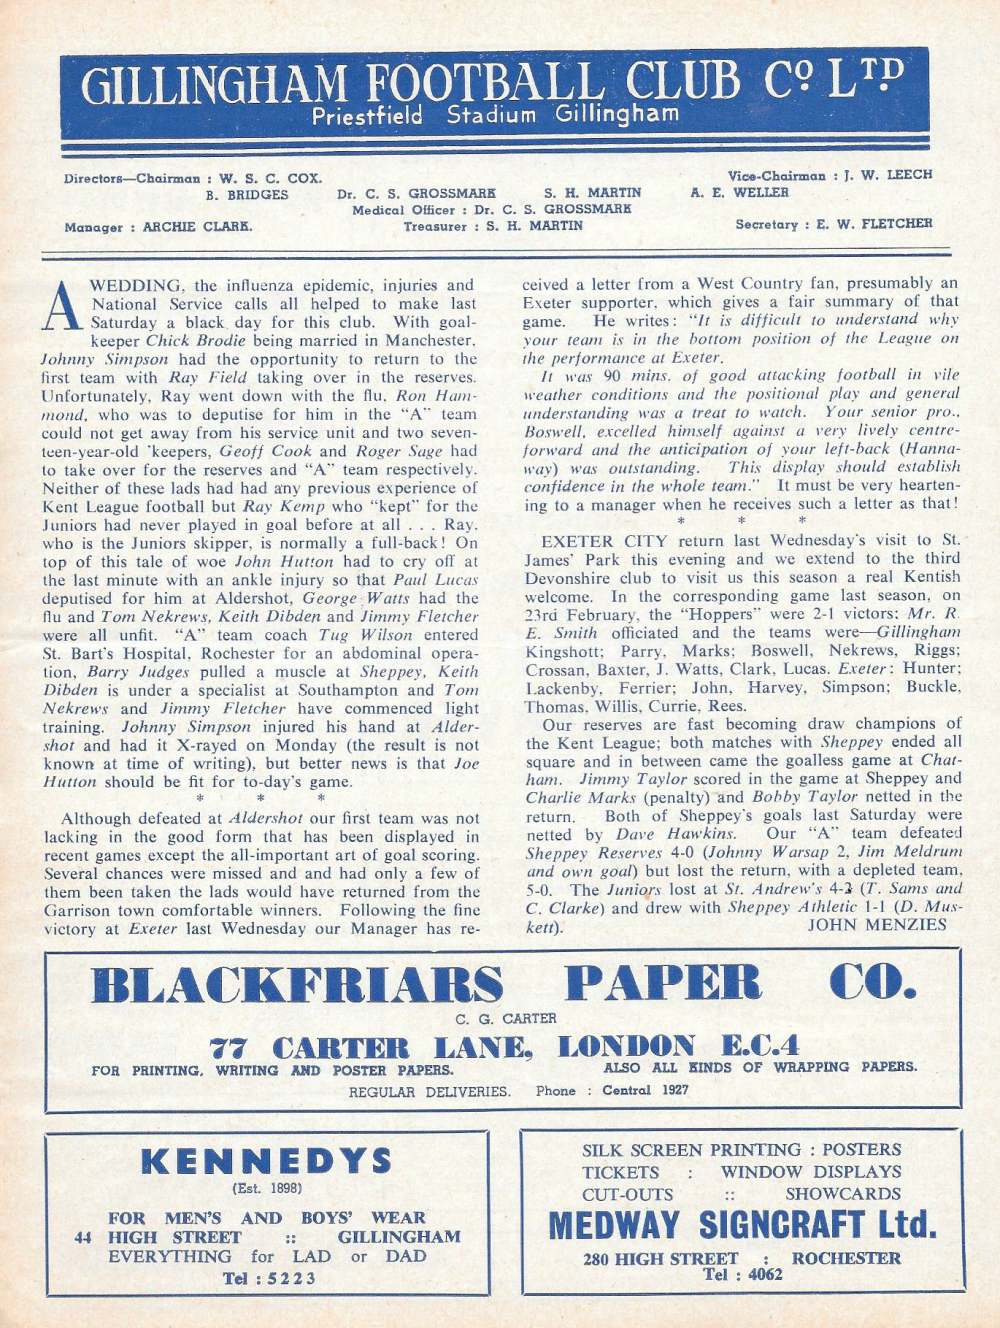 GILLINGHAM FOOTBALL CLUB Co. LTD.
Priestfield Stadium Gillingham
Directors—Chairman : W. S. C. COX. Vice-Chairman : J. W. LEECH
B. BRIDGES Dr. C. S. GROSSMARK S. H. MARTIN A. E. WELLER
Medical Officer : Dr. C. S. GROSSMARK
Manager : ARCHIE CLARK. Treasurer : S. H. MARTIN Secretary : E. W. FLETCHER
A WEDDING, the influenza epidemic, injuries and
National Service calls all helped to make last
Saturday a black day for this club. With goal-
keeper Chick Brodie being married in Manchester,
Johnny Simpson had the opportunity to return to the
first team with Ray Field taking over in the reserves.
Unfortunately, Ray went down with the flu. Ron Ham-
mond, who was to deputise for him in the "A" team
could not get away from his service unit and two seven-
teen-year-old 'keepers, Geoff Cook and Roger Sage had
to take over for the reserves and "A" team respectively.
Neither of these lads had had any previous experience of
Kent League football but Ray Kemp who "kept" for the
Juniors had never played in goal before at all . . . Ray,
who is the Juniors skipper, is normally a full-back! On
top of this tale of woe John Hutton had to cry off at
the last minute with an ankle injury so that Paul Lucas
deputised for him at Aldershot, George Watts had the
flu and Tom Nekrews, Keith Dibden and Jimmy Fletcher
were all unfit. "A" team coach Tug Wilson entered
St. Bart's Hospital, Rochester for an abdominal opera-
tion, Barry Judges pulled a muscle at Sheppey, Keith
Dibden is under a specialist at Southampton and Tom
Nekrews and Jimmy Fletcher have commenced light
training. Johnny Simpson injured his hand at Alder-
shot and had it X-rayed on Monday (the result is not
known at time of writing), but better news is that Joe
Hutton should be fit for to-day's game.
* * *
Although defeated at Aldershot our first team was not
lacking in the good form that has been displayed in
recent games except the all-important art of goal scoring.
Several chances were missed and and had only a few of
them been taken the lads would have returned from the
Garrison town comfortable winners. Following the fine
victory at Exeter last Wednesday our Manager has re-
ceived a letter from a West Country fan, presumably an
Exeter supporter, which gives a fair summary of that
game. He writes: "It is difficult to understand why
your team is in the bottom position of the League on
the performance at Exeter.
It was 90 mins. of good attacking football in vile
weather conditions and the positional play and general
understanding was a treat to watch. Your senior pro.,
Boswell, excelled himself against a very lively centre-
forward and the anticipation of your left-back (Hanna-
way) was outstanding. This display should establish
confidence in the whole team." It must be very hearten-
ing to a manager when he receives such a letter as that!
* * *
EXETER CITY return last Wednesday's visit to St.
James' Park this evening and we extend to the third
Devonshire club to visit us this season a real Kentish
welcome. In the corresponding game last season, on
23rd February, the "Hoppers" were 2-1 victors: Mr. R.
E. Smith officiated and the teams were—Gillingham
Kingshott; Parry, Marks; Boswell, Nekrews, Riggs;
Crossan, Baxter, J. Watts, Clark, Lucas. Exeter: Hunter;
Lackenby, Ferrier; John, Harvey, Simpson; Buckle,
Thomas, Willis, Currie, Rees.
Our reserves are fast becoming draw champions of
the Kent League; both matches with Sheppey ended all
square and in between came the goalless game at Chat-
ham. Jimmy Taylor scored in the game at Sheppey and
Charlie Marks (penalty) and Bobby Taylor netted in the
return. Both of Sheppey's goals last Saturday were
netted by Dave Hawkins. Our "A" team defeated
Sheppey Reserves 4-0 (Johnny Warsap 2, Jim Meldrum
and own goal) but lost the return, with a depleted team,
5-0. The Juniors lost at St. Andrew's 4-2 (T. Sams and
C. Clarke) and drew with Sheppey Athletic 1-1 (D. Mus-
kett). JOHN MENZIES
BLACKFRIARS PAPER CO.
C. G. CARTER
77 CARTER LANE, LONDON E.C.4
FOR PRINTING, WRITING AND POSTER PAPERS. ALSO ALL KINDS OF WRAPPING PAPERS.
REGULAR DELIVERIES. Phone : Central 1927
KENNEDYS
(Est. 1898)
FOR MEN'S AND BOYS' WEAR
44 HIGH STREET :: GILLINGHAM
EVERYTHING for LAD or DAD
Tel : 5223
SILK SCREEN PRINTING : POSTERS
TICKETS : WINDOW DISPLAYS
CUT-OUTS :: SHOWCARDS
MEDWAY SIGNCRAFT Ltd.
280 HIGH STREET : ROCHESTER
Tel : 4062